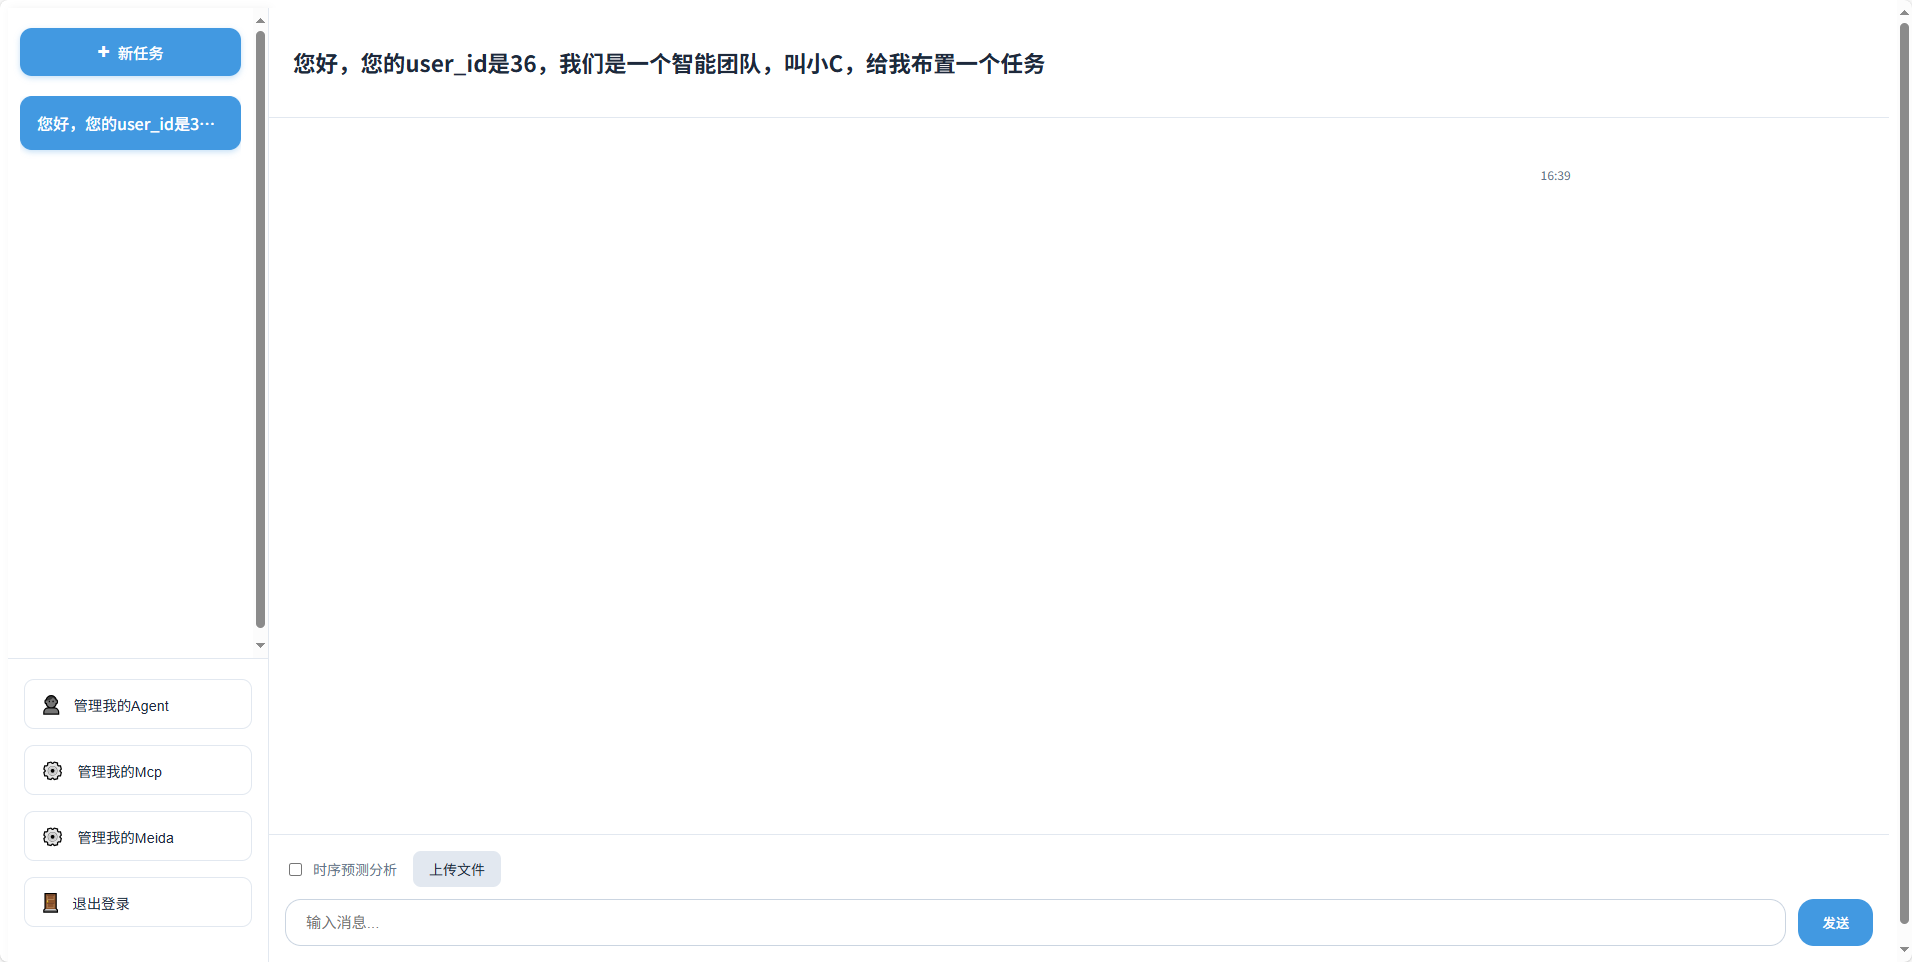 + 新任务
您好，您的user_id是3···
管理我的Agent
管理我的Mcp
管理我的Meida
退出登录
您好，您的user_id是36，我们是一个智能团队，叫小C，给我布置一个任务
16:39
时序预测分析
上传文件
输入消息...
发送